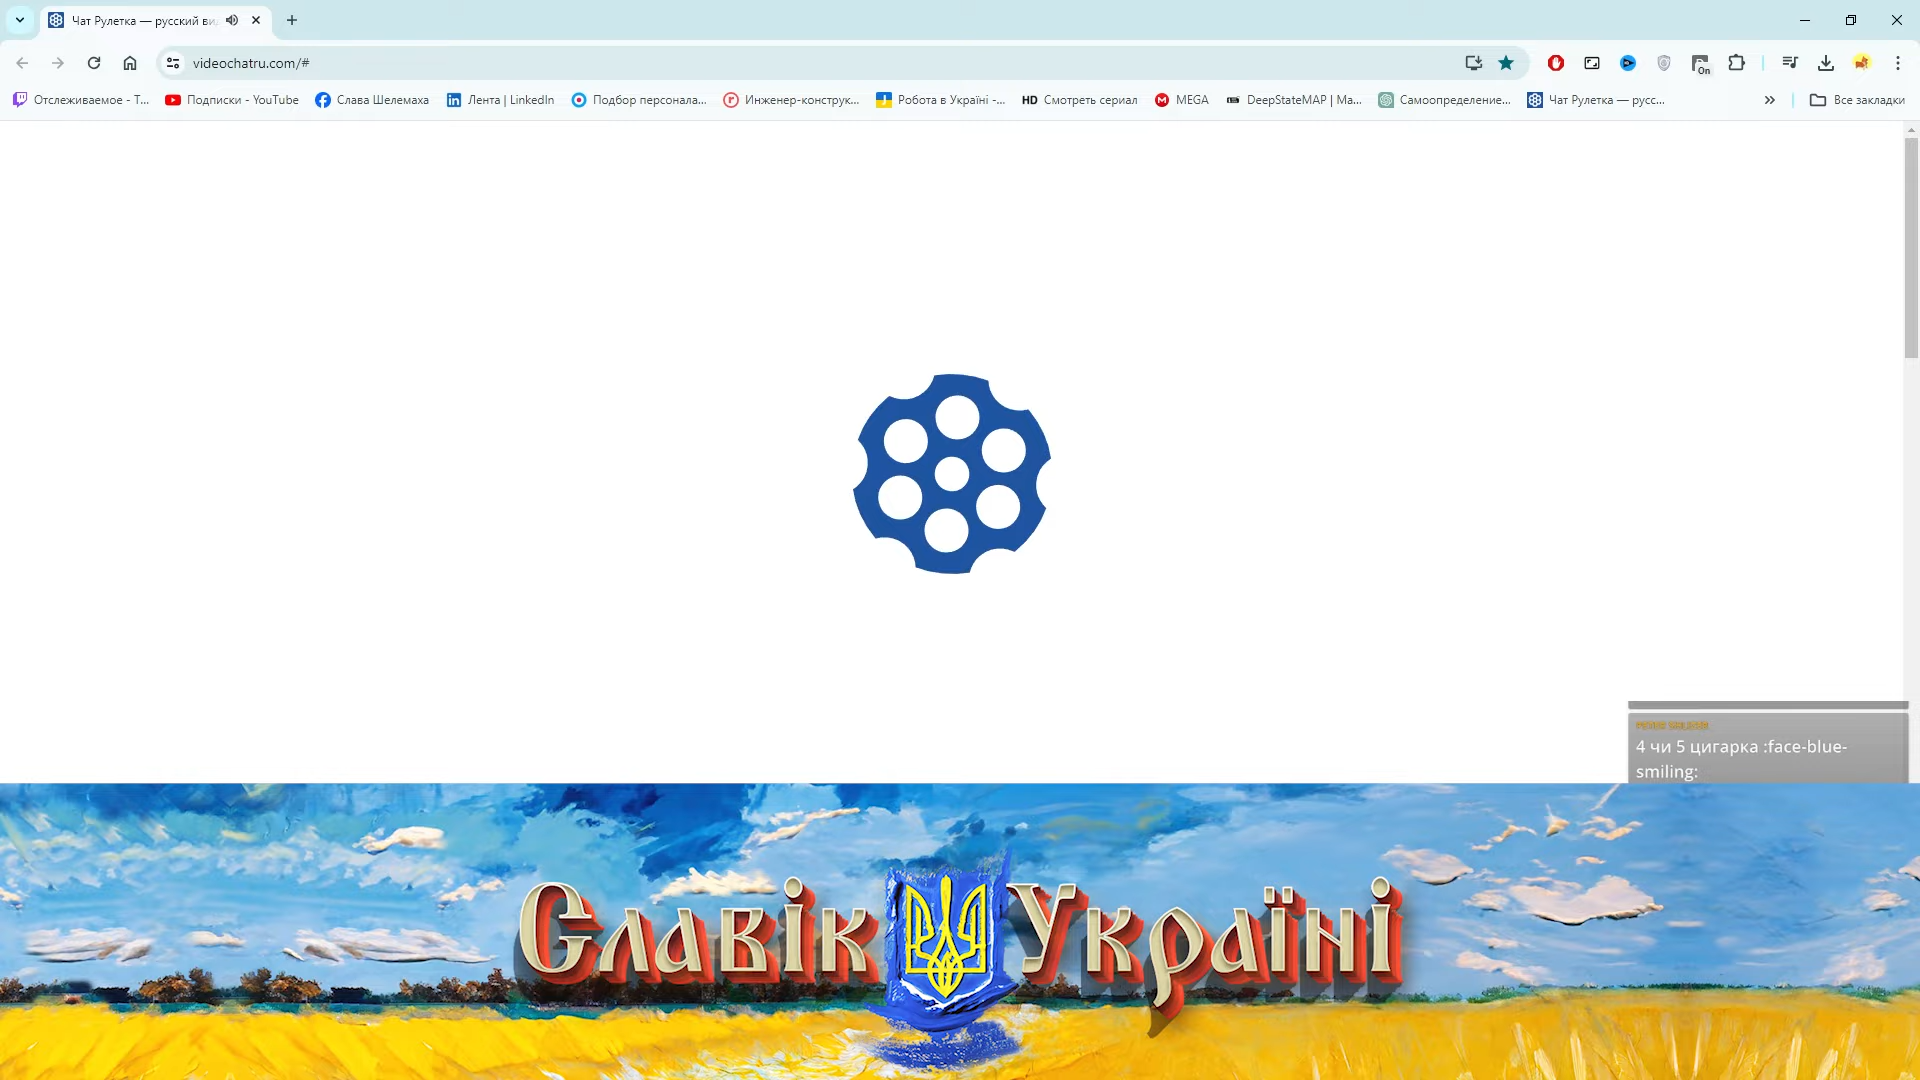 Чат Рулетка — русский ви
videochatru.com/#
On
Отслеживаемое - Т...
Подписки - YouTube
Слава Шелемаха
Лента | LinkedIn
Подбор персонала...
Инженер-конструк...
Робота в Україні -...
HD Смотреть сериал
MEGA
DeepStateMAP | Ma...
Самоопределение...
Чат Рулетка — русс...
Все закладки
4 чи 5 цигарка :face-blue-
smiling:
Славік Україні